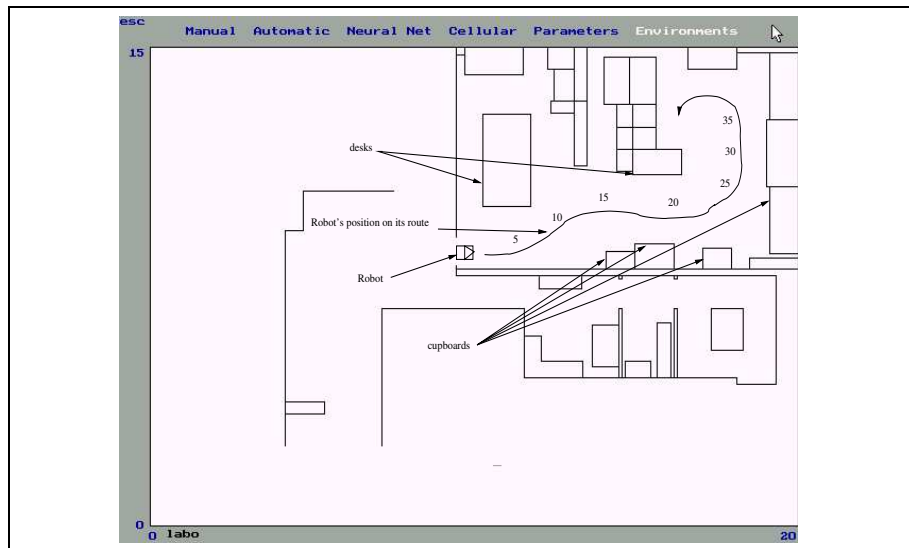 esc
Manual Automatic Neural Net Cellular Parameters Environments
15
35
desks
30
25
15
20
10
Robot's position on its route
5
Robot
cupboards
0
0 labo 20